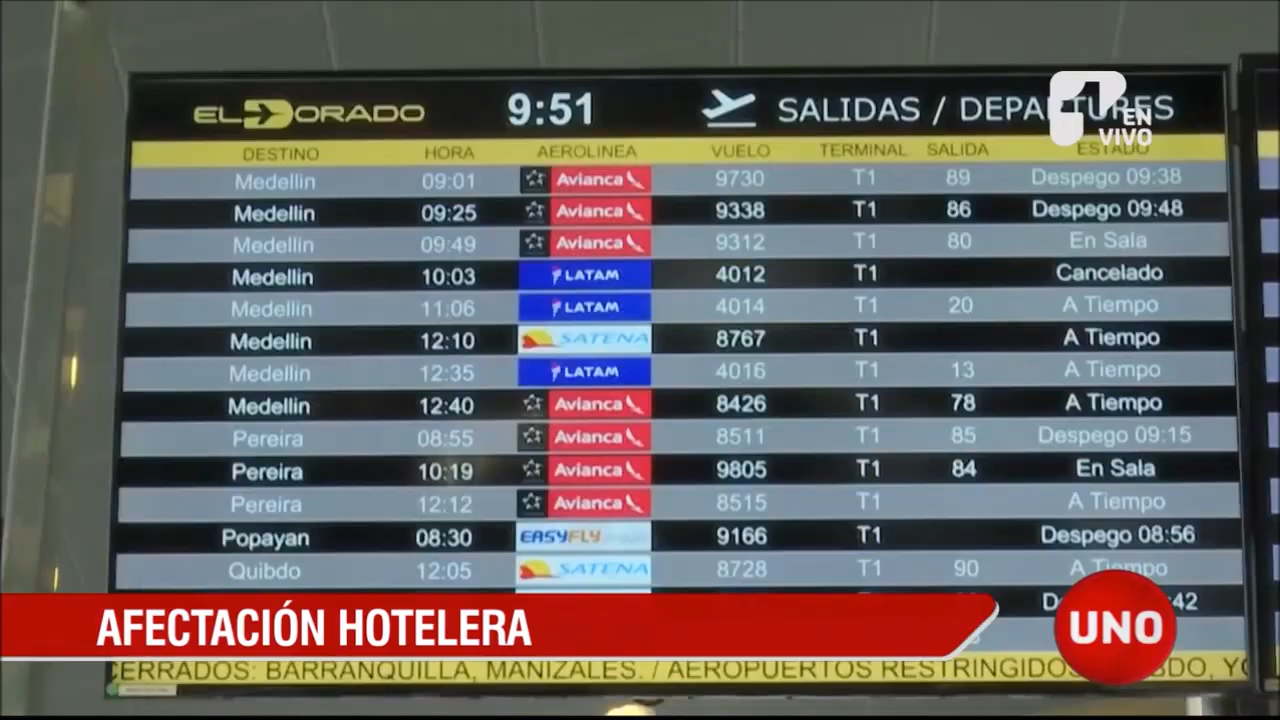 EL DORADO 9:51 SALIDAS / DEPARTURES
EN VIVO
DESTINO HORA AEROLINEA VUELO TERMINAL SALIDA ESTADO
Medellin 09:01 Avianca 9730 T1 89 Despego 09:38
Medellin 09:25 Avianca 9338 T1 86 Despego 09:48
Medellin 09:49 Avianca 9312 T1 80 En Sala
Medellin 10:03 LATAM 4012 T1 Cancelado
Medellin 11:06 LATAM 4014 T1 20 A Tiempo
Medellin 12:10 SATENA 8767 T1 A Tiempo
Medellin 12:35 LATAM 4016 T1 13 A Tiempo
Medellin 12:40 Avianca 8426 T1 78 A Tiempo
Pereira 08:55 Avianca 8511 T1 85 Despego 09:15
Pereira 10:19 Avianca 9805 T1 84 En Sala
Pereira 12:12 Avianca 8515 T1 A Tiempo
Popayan 08:30 EASYFLY 9166 T1 Despego 08:56
Quibdo 12:05 SATENA 8728 T1 90 A Tiempo
:42
AFECTACIÓN HOTELERA
UNO
CERRADOS: BARRANQUILLA, MANIZALES. / AEROPUERTOS RESTRINGIDOS